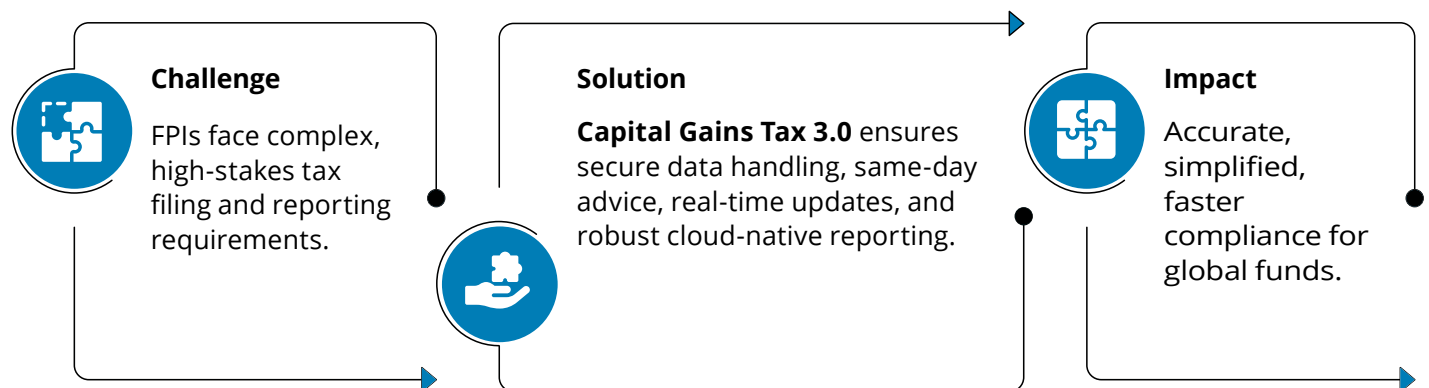 Challenge
FPIs face complex,
high-stakes tax
filing and reporting
requirements.
Solution
Capital Gains Tax 3.0 ensures
secure data handling, same-day
advice, real-time updates, and
robust cloud-native reporting.
Impact
Accurate,
simplified,
faster
compliance for
global funds.